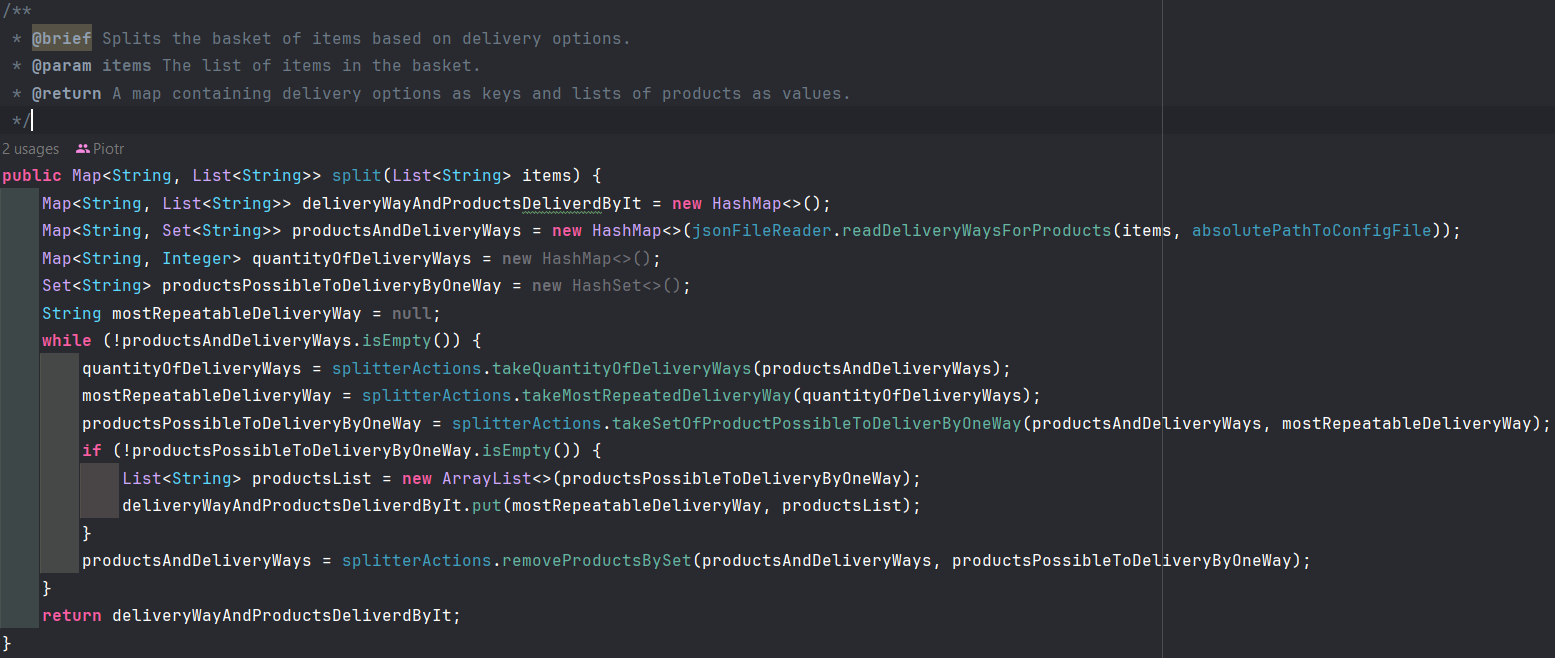 /**
 * @brief Splits the basket of items based on delivery options.
 * @param items The list of items in the basket.
 * @return A map containing delivery options as keys and lists of products as values.
 */
2 usages Piotr
public Map<String, List<String>> split(List<String> items) {
    Map<String, List<String>> deliveryWayAndProductsDeliverdByIt = new HashMap<>();
    Map<String, Set<String>> productsAndDeliveryWays = new HashMap<>(jsonFileReader.readDeliveryWaysForProducts(items, absolutePathToConfigFile));
    Map<String, Integer> quantityOfDeliveryWays = new HashMap<>();
    Set<String> productsPossibleToDeliveryByOneWay = new HashSet<>();
    String mostRepeatableDeliveryWay = null;
    while (!productsAndDeliveryWays.isEmpty()) {
        quantityOfDeliveryWays = splitterActions.takeQuantityOfDeliveryWays(productsAndDeliveryWays);
        mostRepeatableDeliveryWay = splitterActions.takeMostRepeatedDeliveryWay(quantityOfDeliveryWays);
        productsPossibleToDeliveryByOneWay = splitterActions.takeSetOfProductPossibleToDeliverByOneWay(productsAndDeliveryWays, mostRepeatableDeliveryWay);
        if (!productsPossibleToDeliveryByOneWay.isEmpty()) {
            List<String> productsList = new ArrayList<>(productsPossibleToDeliveryByOneWay);
            deliveryWayAndProductsDeliverdByIt.put(mostRepeatableDeliveryWay, productsList);
        }
        productsAndDeliveryWays = splitterActions.removeProductsBySet(productsAndDeliveryWays, productsPossibleToDeliveryByOneWay);
    }
    return deliveryWayAndProductsDeliverdByIt;
}